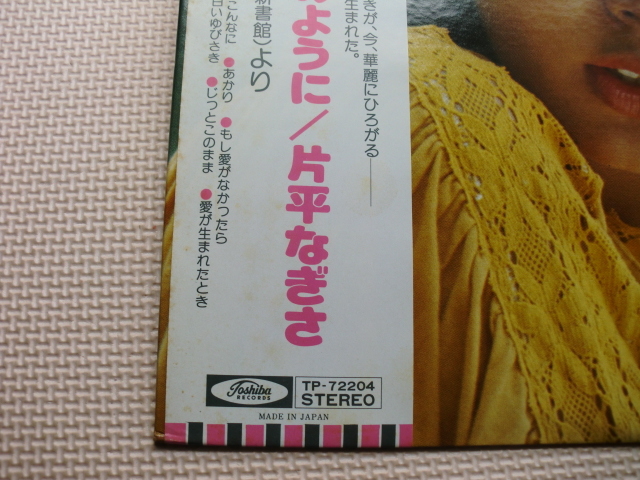 きが、今、華麗にひろがる──
生まれた。
のように／片平なぎさ
新書館〉より
こんなに ●あかり ●もし愛がなかつたら
白いゆびさき ●じっとこのまま ●愛が生まれたとき
Toshiba
RECORDS
TP-72204
STEREO
MADE IN JAPAN